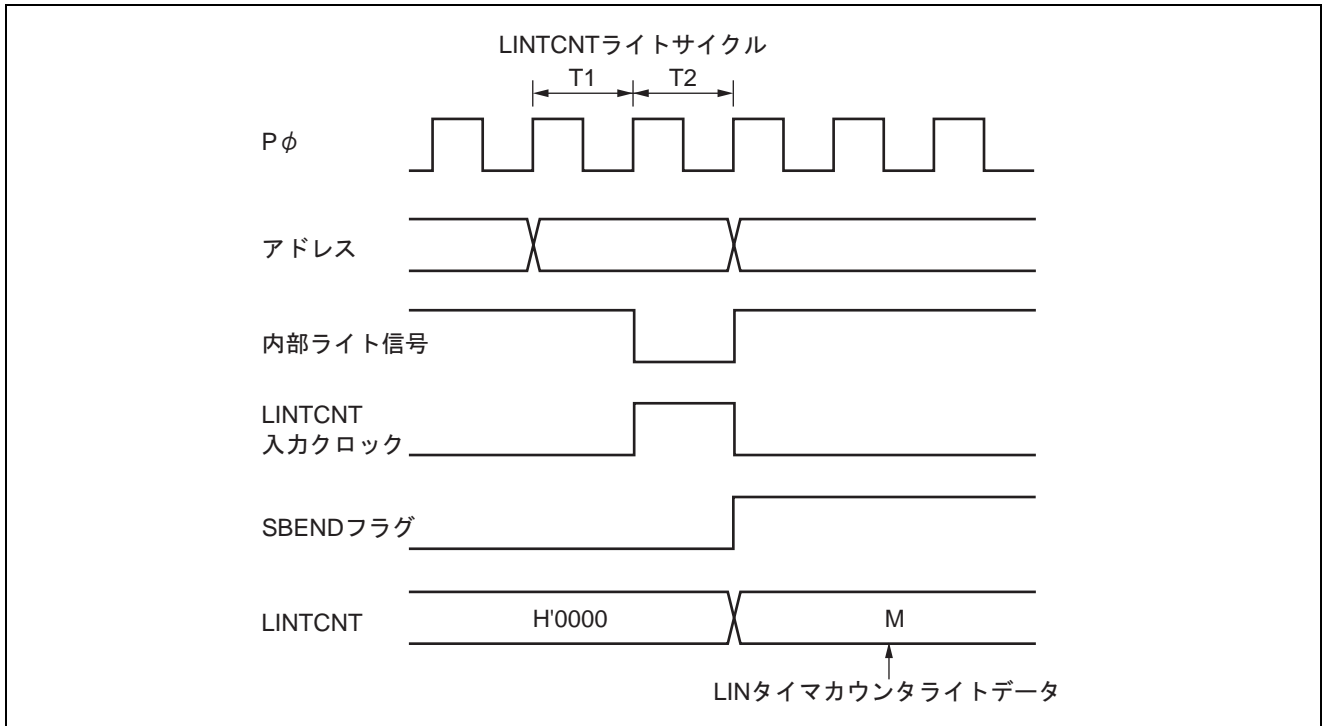 LINTCNTライトサイクル
T1 T2
Pφ
アドレス
内部ライト信号
LINTCNT
入力クロック
SBENDフラグ
LINTCNT H'0000 M
LINタイマカウンタライトデータ